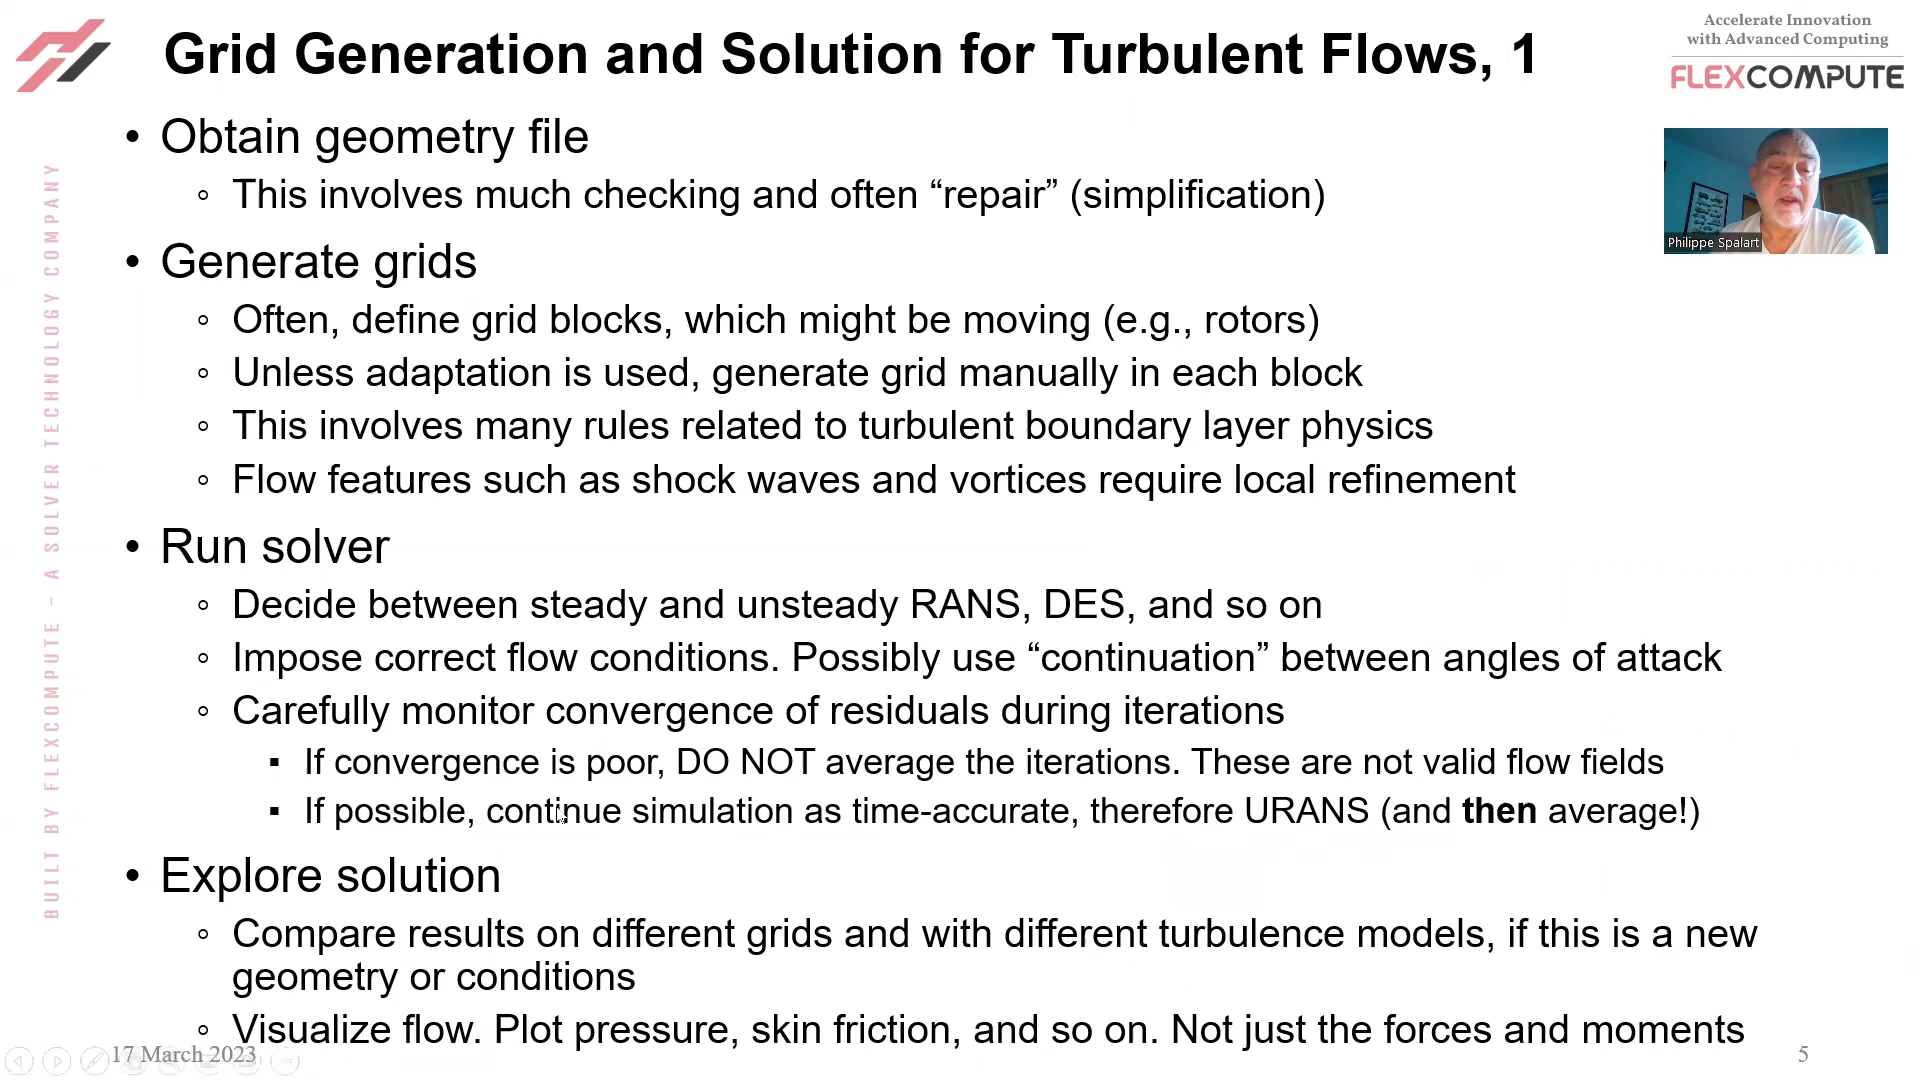 Grid Generation and Solution for Turbulent Flows, 1
Accelerate Innovation
with Advanced Computing
FLEXCOMPUTE
• Obtain geometry file
◦ This involves much checking and often “repair” (simplification)
Philippe Spalart
• Generate grids
◦ Often, define grid blocks, which might be moving (e.g., rotors)
◦ Unless adaptation is used, generate grid manually in each block
◦ This involves many rules related to turbulent boundary layer physics
◦ Flow features such as shock waves and vortices require local refinement
• Run solver
◦ Decide between steady and unsteady RANS, DES, and so on
◦ Impose correct flow conditions. Possibly use “continuation” between angles of attack
◦ Carefully monitor convergence of residuals during iterations
▪ If convergence is poor, DO NOT average the iterations. These are not valid flow fields
▪ If possible, continue simulation as time-accurate, therefore URANS (and then average!)
• Explore solution
◦ Compare results on different grids and with different turbulence models, if this is a new
geometry or conditions
◦ Visualize flow. Plot pressure, skin friction, and so on. Not just the forces and moments
BUILT BY FLEXCOMPUTE – A SOLVER TECHNOLOGY COMPANY
17 March 2023
5